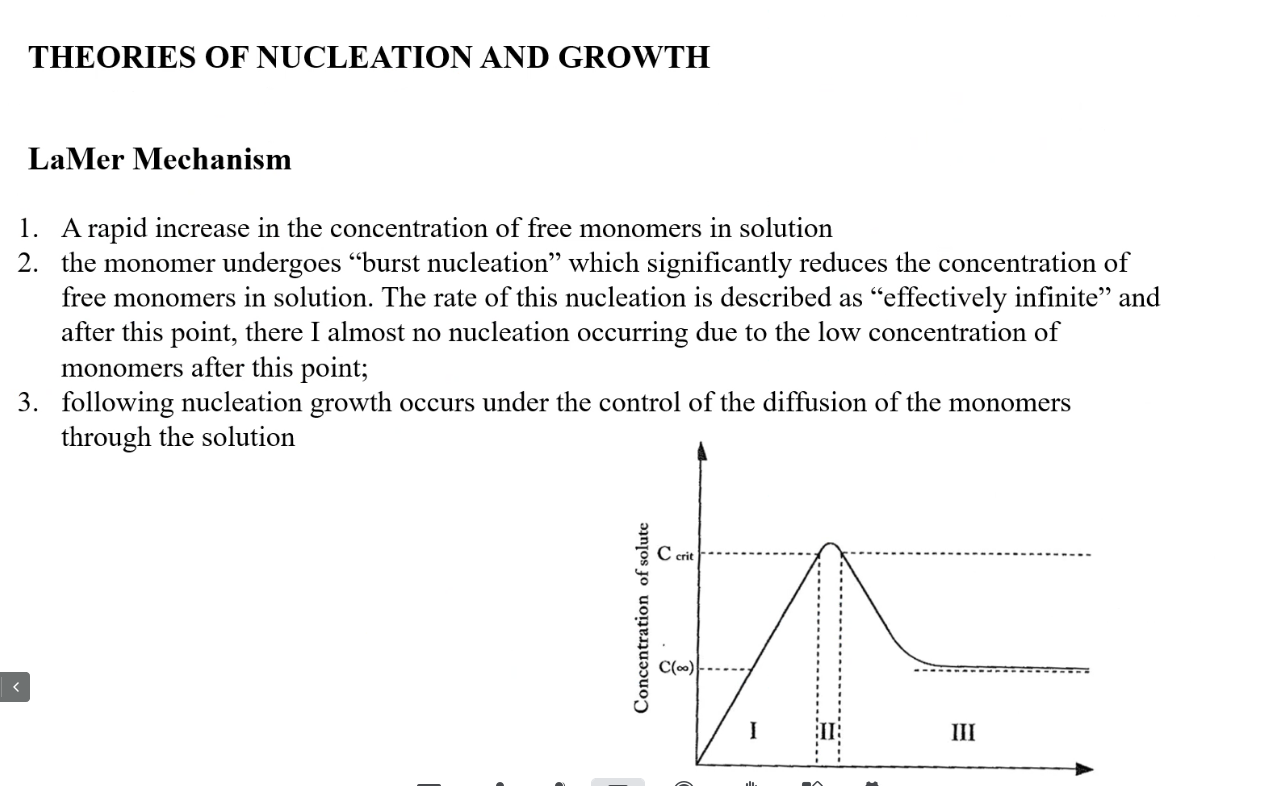 THEORIES OF NUCLEATION AND GROWTH
LaMer Mechanism
1. A rapid increase in the concentration of free monomers in solution
2. the monomer undergoes “burst nucleation” which significantly reduces the concentration of
free monomers in solution. The rate of this nucleation is described as “effectively infinite” and
after this point, there I almost no nucleation occurring due to the low concentration of
monomers after this point;
3. following nucleation growth occurs under the control of the diffusion of the monomers
through the solution
Concentration of solute
C crit
C(∞)
I
II
III